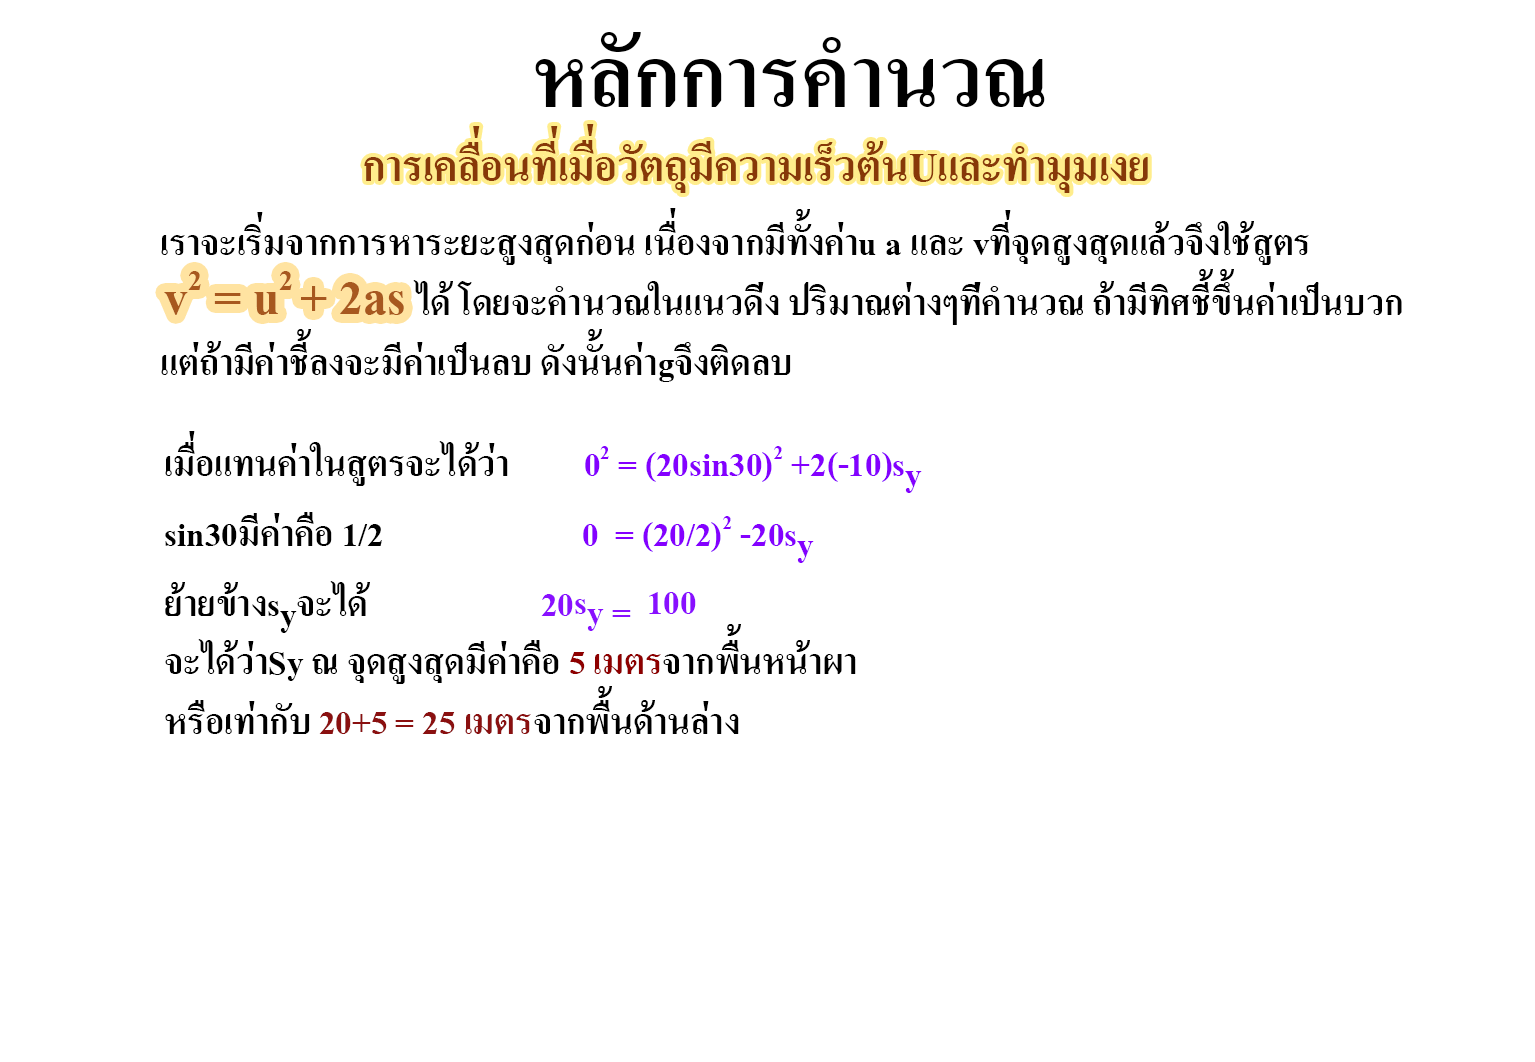 หลักการคำนวณ
การเคลื่อนที่เมื่อวัตถุมีความเร็วต้นUและทำมุมเงย
เราจะเริ่มจากการหาระยะสูงสุดก่อน เนื่องจากมีทั้งค่าu a และ vที่จุดสูงสุดแล้วจึงใช้สูตร
v² = u² + 2as ได้ โดยจะคำนวณในแนวดิ่ง ปริมาณต่างๆที่คำนวณ ถ้ามีทิศชี้ขึ้นค่าเป็นบวก
แต่ถ้ามีค่าชี้ลงจะมีค่าเป็นลบ ดังนั้นค่าgจึงติดลบ
เมื่อแทนค่าในสูตรจะได้ว่า 0² = (20sin30)² +2(-10)sy
sin30มีค่าคือ 1/2 0 = (20/2)² -20sy
ย้ายข้างsyจะได้ 20sy = 100
จะได้ว่าSy ณ จุดสูงสุดมีค่าคือ 5 เมตรจากพื้นหน้าผา
หรือเท่ากับ 20+5 = 25 เมตรจากพื้นด้านล่าง